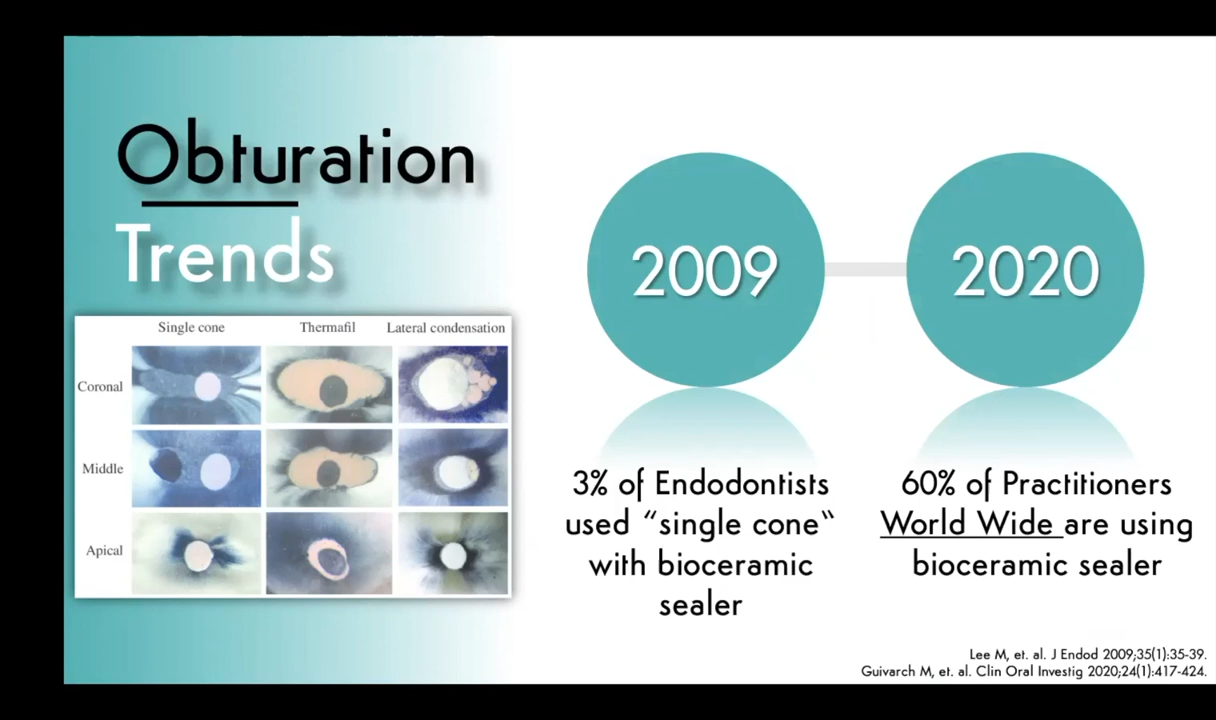 Obturation
Trends
Single cone Thermafil Lateral condensation
Coronal
Middle
Apical
2009
3% of Endodontists
used “single cone“
with bioceramic
sealer
2020
60% of Practitioners
World Wide are using
bioceramic sealer
Lee M, et. al. J Endod 2009;35(1):35-39.
Guivarch M, et. al. Clin Oral Investig 2020;24(1):417-424.